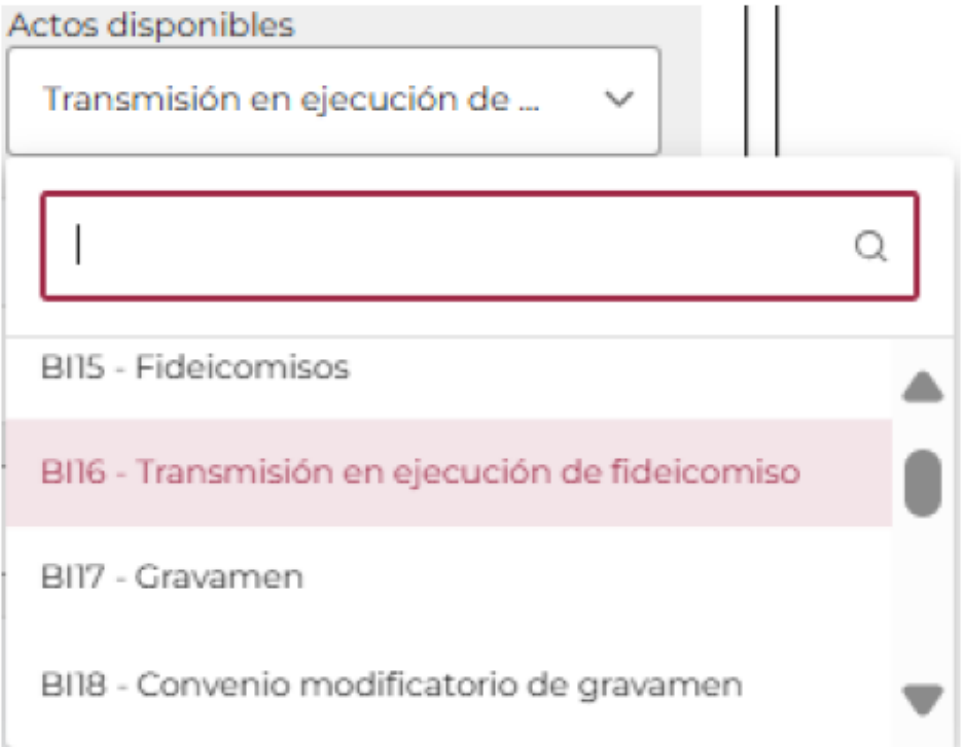 Actos disponibles
Transmisión en ejecución de ...
BI15 - Fideicomisos
BI16 - Transmisión en ejecución de fideicomiso
BI17 - Gravamen
BI18 - Convenio modificatorio de gravamen